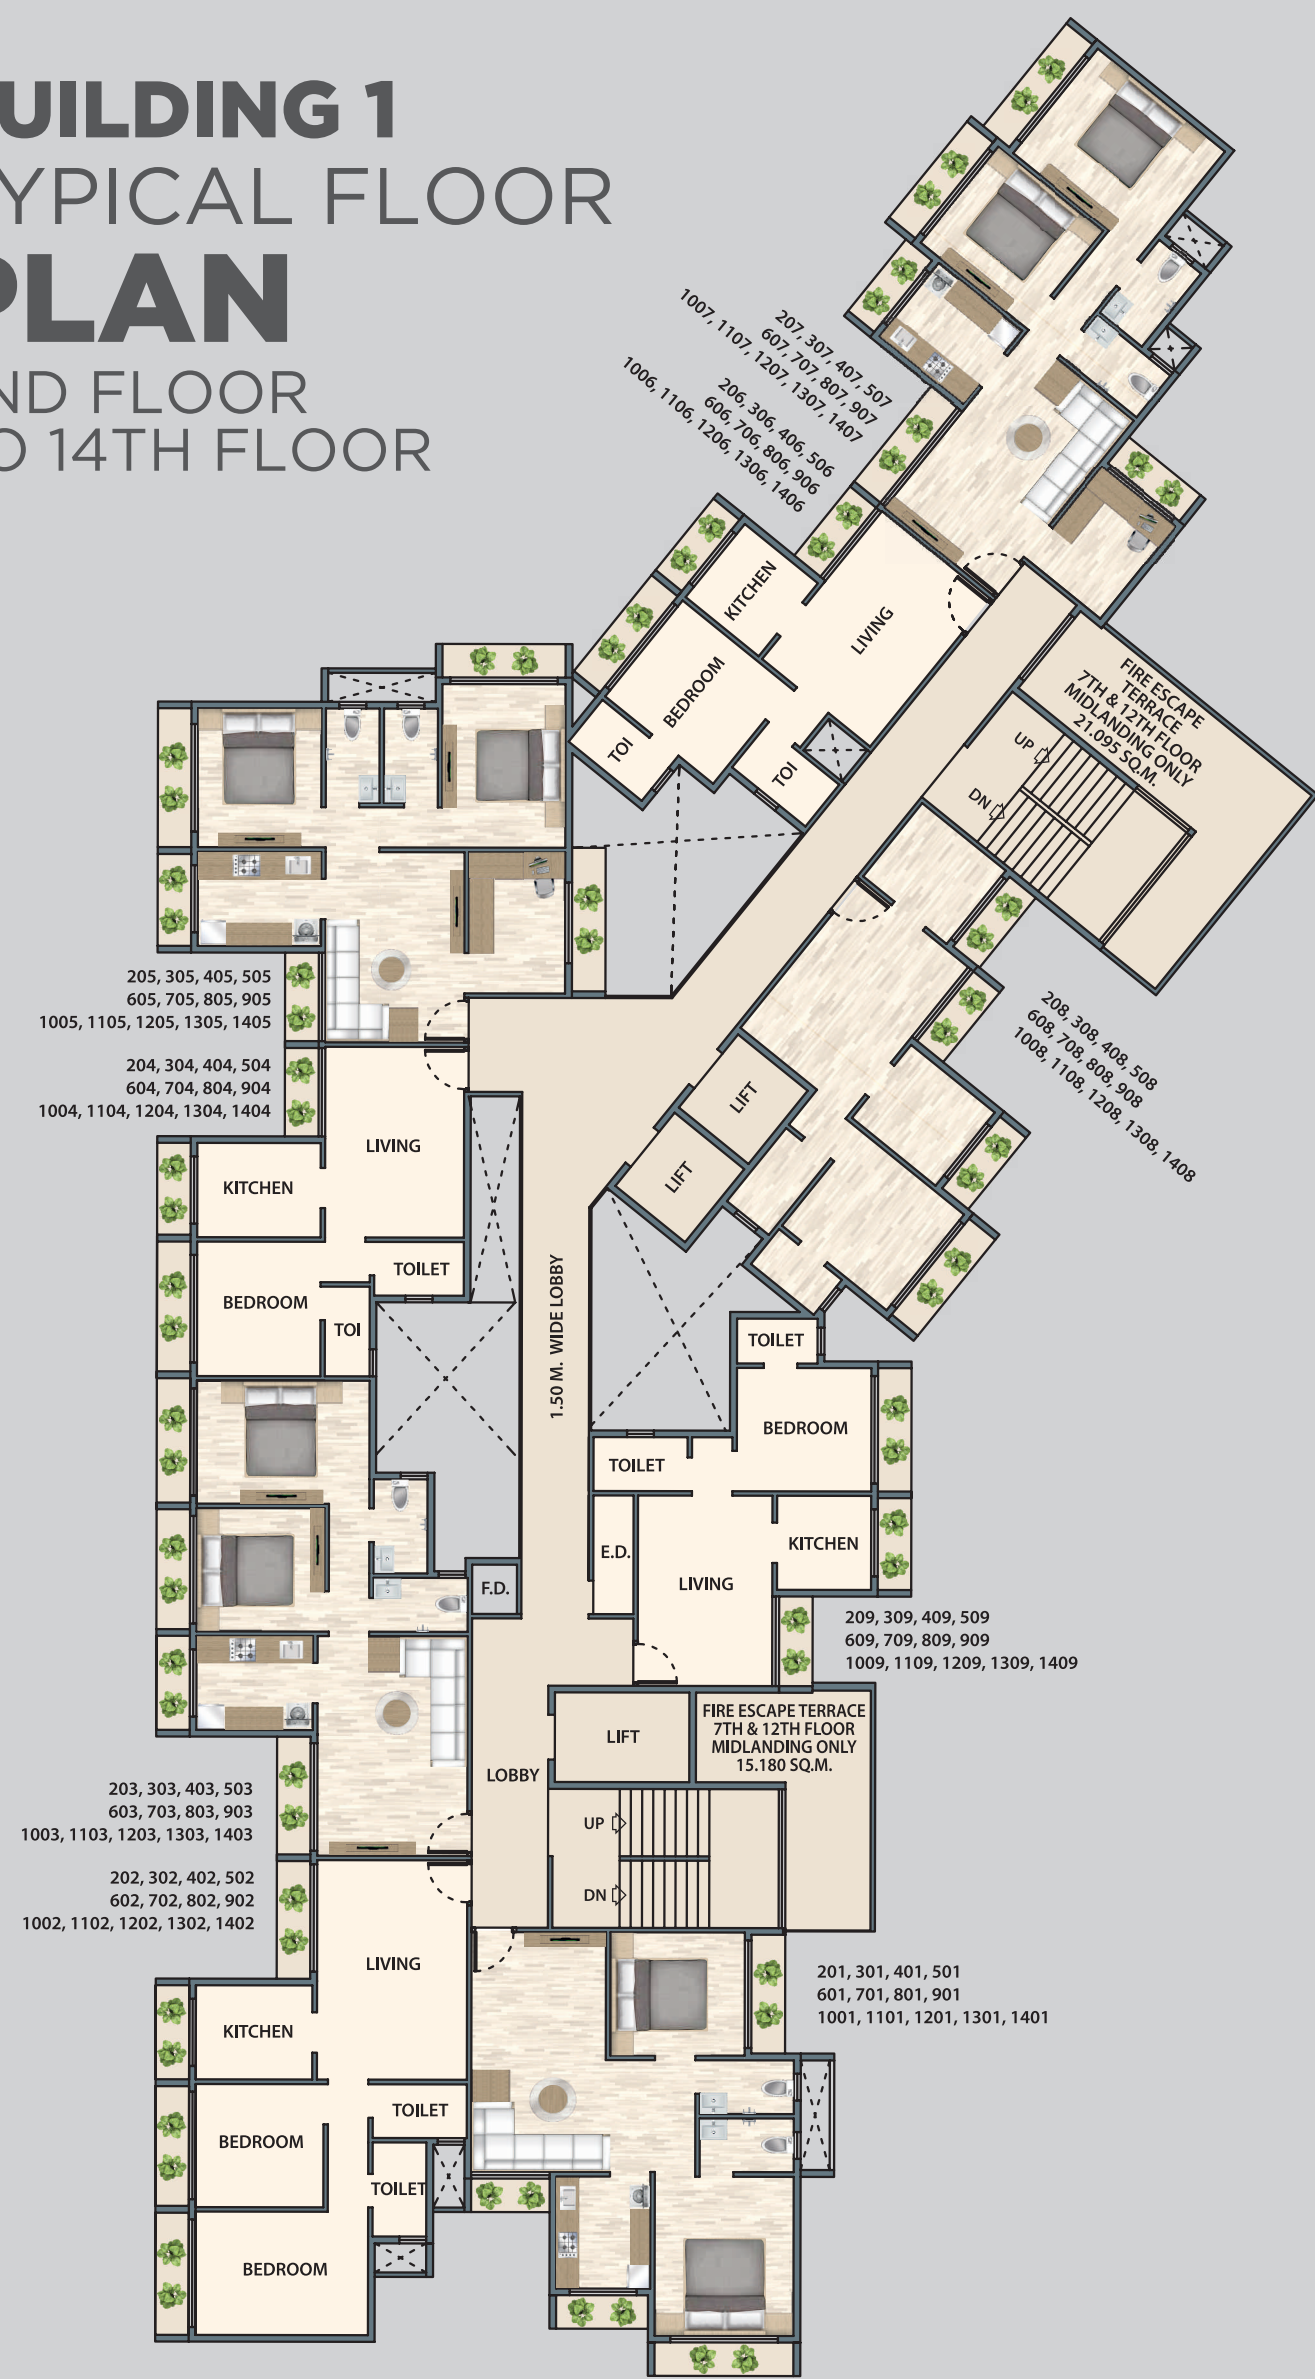 UILDING 1
YPICAL FLOOR
PLAN
ND FLOOR
O 14TH FLOOR
207, 307, 407, 507
607, 707, 807, 907
1007, 1107, 1207, 1307, 1407
206, 306, 406, 506
606, 706, 806, 906
1006, 1106, 1206, 1306, 1406
KITCHEN
LIVING
BEDROOM
TOI
TOI
FIRE ESCAPE
TERRACE
7TH & 12TH FLOOR
MIDLANDING ONLY
21.095 SQ.M.
UP
DN
205, 305, 405, 505
605, 705, 805, 905
1005, 1105, 1205, 1305, 1405
204, 304, 404, 504
604, 704, 804, 904
1004, 1104, 1204, 1304, 1404
208, 308, 408, 508
608, 708, 808, 908
1008, 1108, 1208, 1308, 1408
LIFT
LIFT
LIVING
KITCHEN
TOILET
BEDROOM
TOI
1.50 M. WIDE LOBBY
TOILET
BEDROOM
TOILET
E.D.
KITCHEN
LIVING
F.D.
209, 309, 409, 509
609, 709, 809, 909
1009, 1109, 1209, 1309, 1409
FIRE ESCAPE TERRACE
7TH & 12TH FLOOR
MIDLANDING ONLY
15.180 SQ.M.
LIFT
LOBBY
UP
DN
203, 303, 403, 503
603, 703, 803, 903
1003, 1103, 1203, 1303, 1403
202, 302, 402, 502
602, 702, 802, 902
1002, 1102, 1202, 1302, 1402
LIVING
KITCHEN
TOILET
BEDROOM
TOILET
BEDROOM
201, 301, 401, 501
601, 701, 801, 901
1001, 1101, 1201, 1301, 1401